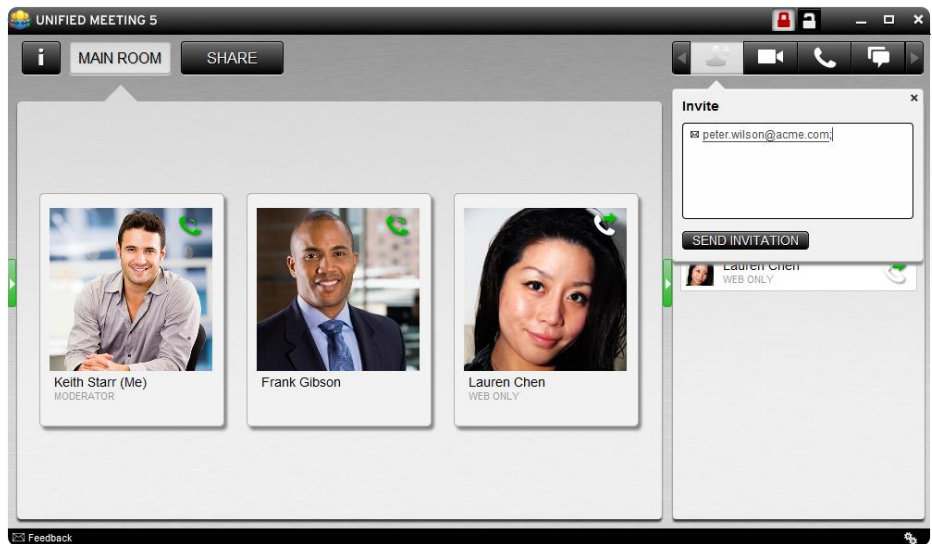 UNIFIED MEETING 5
i
MAIN ROOM
SHARE
Invite
peter.wilson@acme.com;
SEND INVITATION
Lauren Chen
WEB ONLY
Keith Starr (Me)
MODERATOR
Frank Gibson
Lauren Chen
WEB ONLY
Feedback